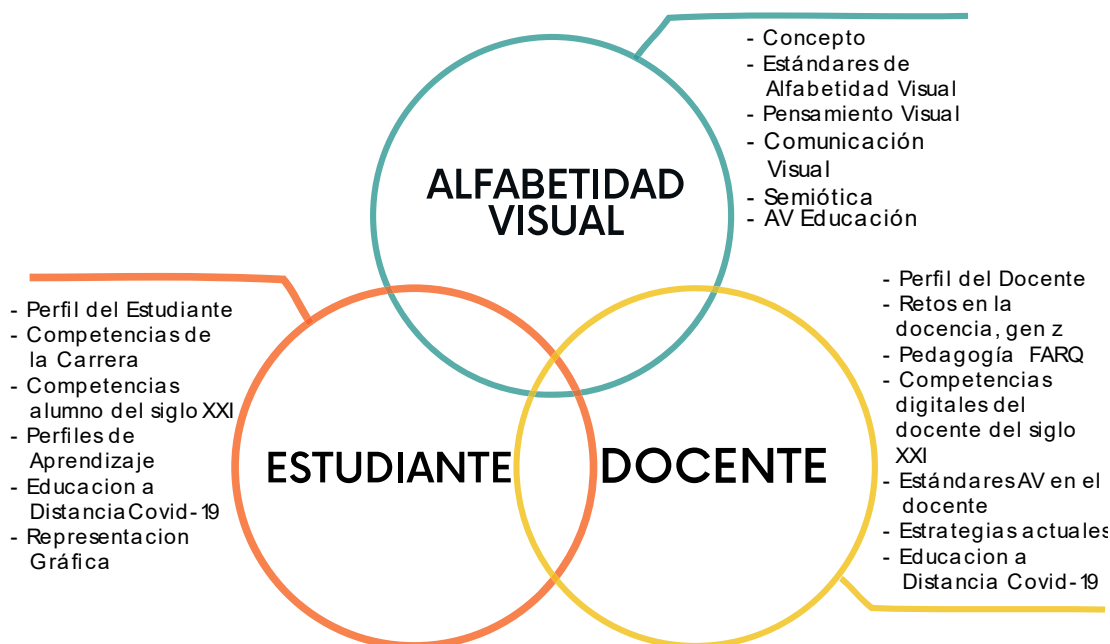 - Concepto
- Estándares de
Alfabetidad Visual
- Pensamiento Visual
- Comunicación
Visual
- Semiótica
- AV Educación
ALFABETIDAD
VISUAL
- Perfil del Estudiante
- Competencias de
la Carrera
- Competencias
alumno del siglo XXI
- Perfiles de
Aprendizaje
- Educacion a
Distancia Covid-19
- Representacion
Gráfica
ESTUDIANTE
DOCENTE
- Perfil del Docente
- Retos en la
docencia, gen z
- Pedagogía FARQ
- Competencias
digitales del
docente del siglo
XXI
- Estándares AV en el
docente
- Estrategias actuales
- Educacion a
Distancia Covid-19